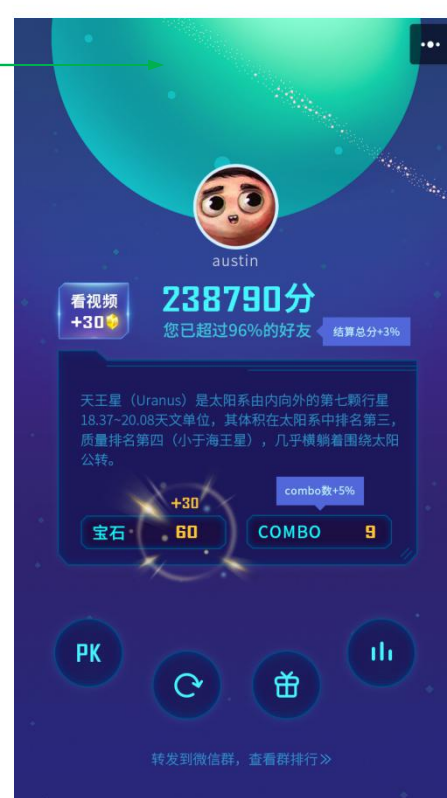 austin
看视频
+30
238790分
您已超过96%的好友
结算总分+3%
天王星（Uranus）是太阳系由内向外的第七颗行星
18.37~20.08天文单位，其体积在太阳系中排名第三，
质量排名第四（小于海王星），几乎横躺着围绕太阳
公转。
combo数+5%
+30
宝石 60
COMBO 9
PK
转发到微信群，查看群排行》